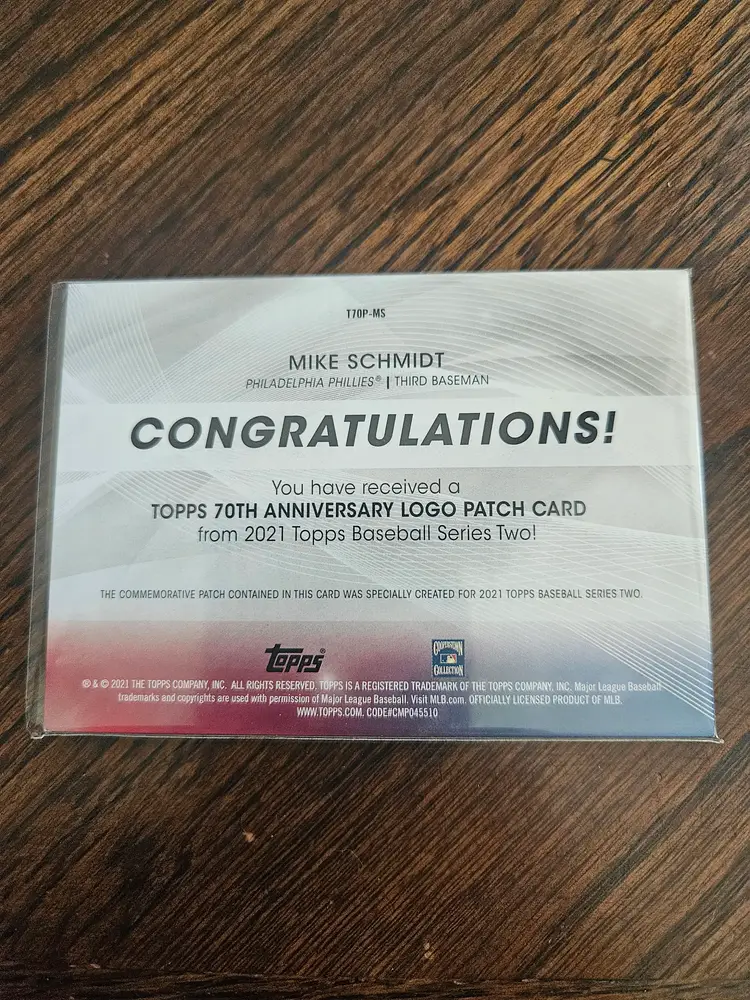 T70P-MS
MIKE SCHMIDT
PHILADELPHIA PHILLIES® | THIRD BASEMAN
CONGRATULATIONS!
You have received a
TOPPS 70TH ANNIVERSARY LOGO PATCH CARD
from 2021 Topps Baseball Series Two!
THE COMMEMORATIVE PATCH CONTAINED IN THIS CARD WAS SPECIALLY CREATED FOR 2021 TOPPS BASEBALL SERIES TWO.
TOPPS®
COOPERSTOWN
COLLECTION
® & © 2021 THE TOPPS COMPANY, INC. ALL RIGHTS RESERVED. TOPPS IS A REGISTERED TRADEMARK OF THE TOPPS COMPANY, INC. Major League Baseball
trademarks and copyrights are used with permission of Major League Baseball. Visit MLB.com. OFFICIALLY LICENSED PRODUCT OF MLB.
WWW.TOPPS.COM. CODE#CMP045510